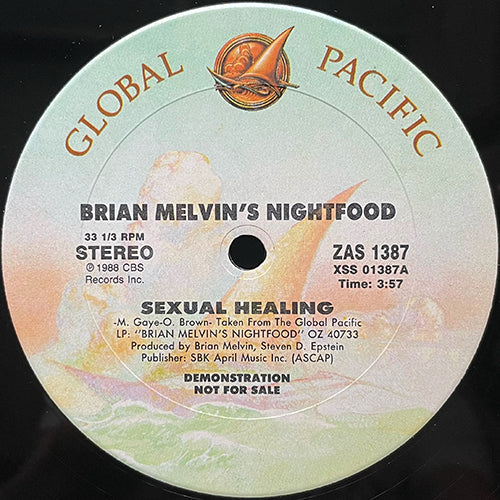 GLOBAL PACIFIC
BRIAN MELVIN'S NIGHTFOOD
33 1/3 RPM
STEREO
℗ 1988 CBS
Records Inc.
ZAS 1387
XSS 01387A
Time: 3:57
SEXUAL HEALING
-M. Gaye-O. Brown- Taken From The Global Pacific
LP- "BRIAN MELVIN'S NIGHTFOOD" OZ 40733
Produced by Brian Melvin, Steven D. Epstein
Publisher: SBK April Music Inc. (ASCAP)
DEMONSTRATION
NOT FOR SALE